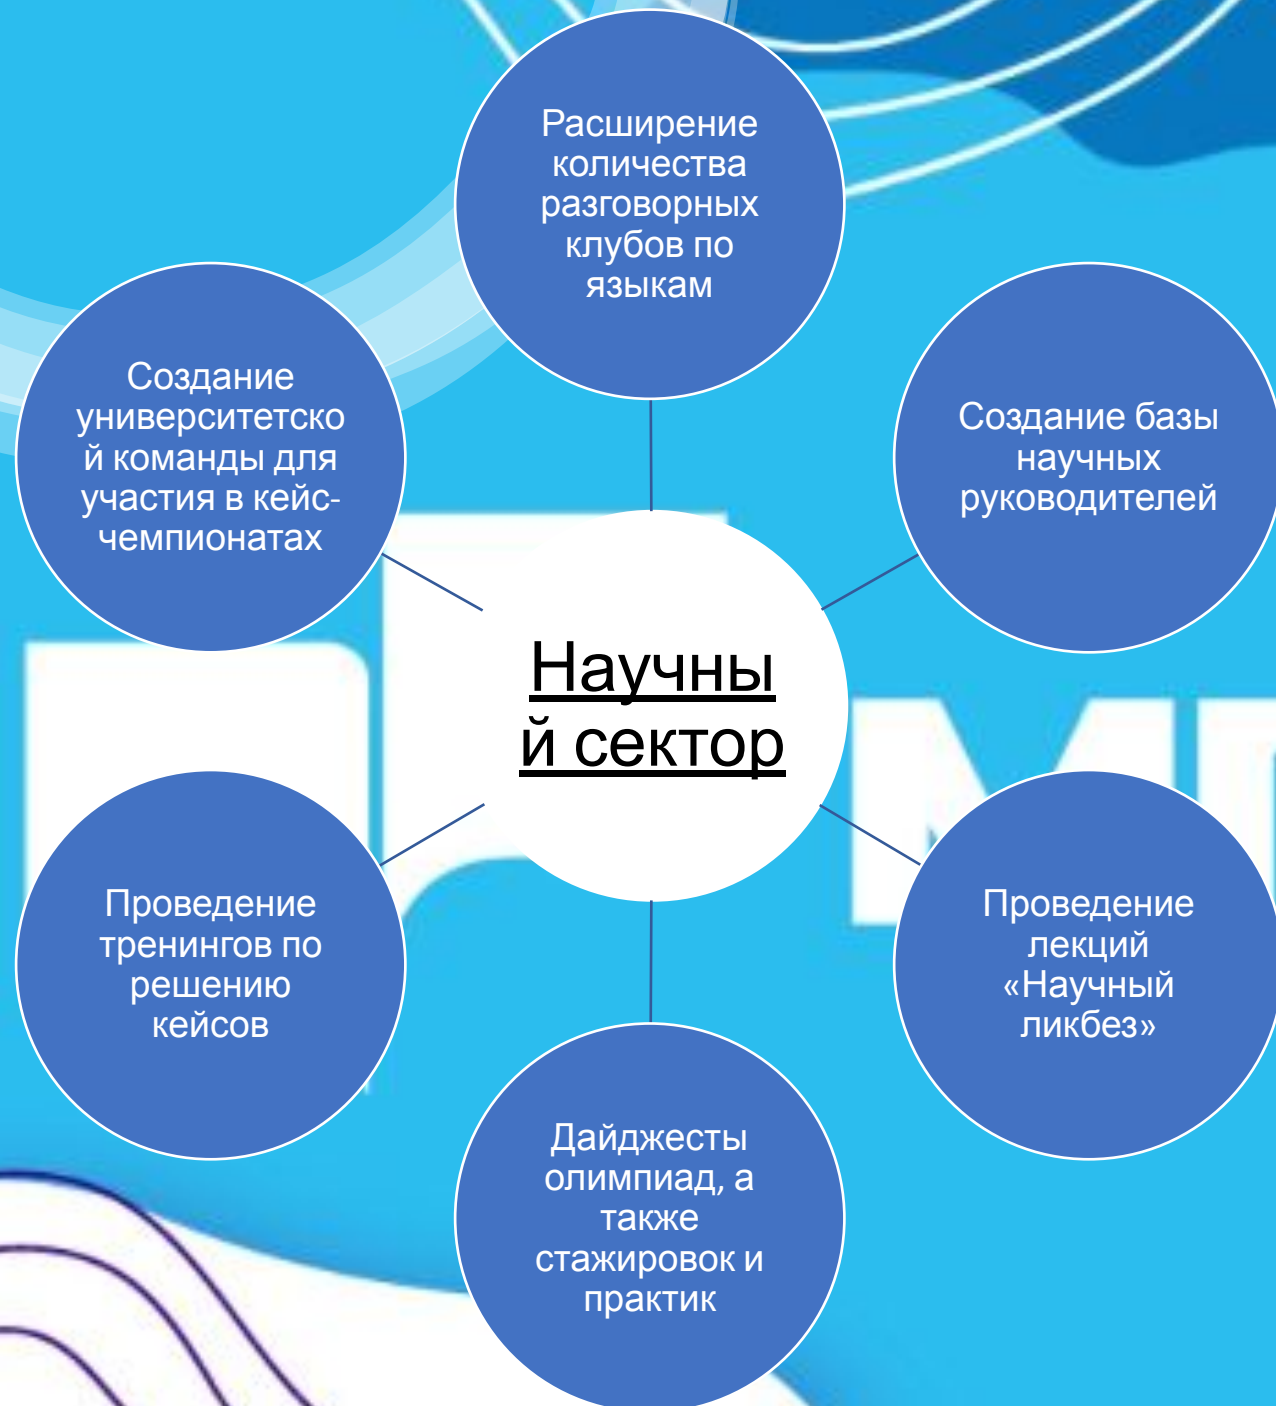 Расширение
количества
разговорных
клубов по
языкам
Создание базы
научных
руководителей
Проведение
лекций
«Научный
ликбез»
Дайджесты
олимпиад, а
также
стажировок и
практик
Проведение
тренингов по
решению
кейсов
Создание
университетско
й команды для
участия в кейс-
чемпионатах
Научны
й сектор